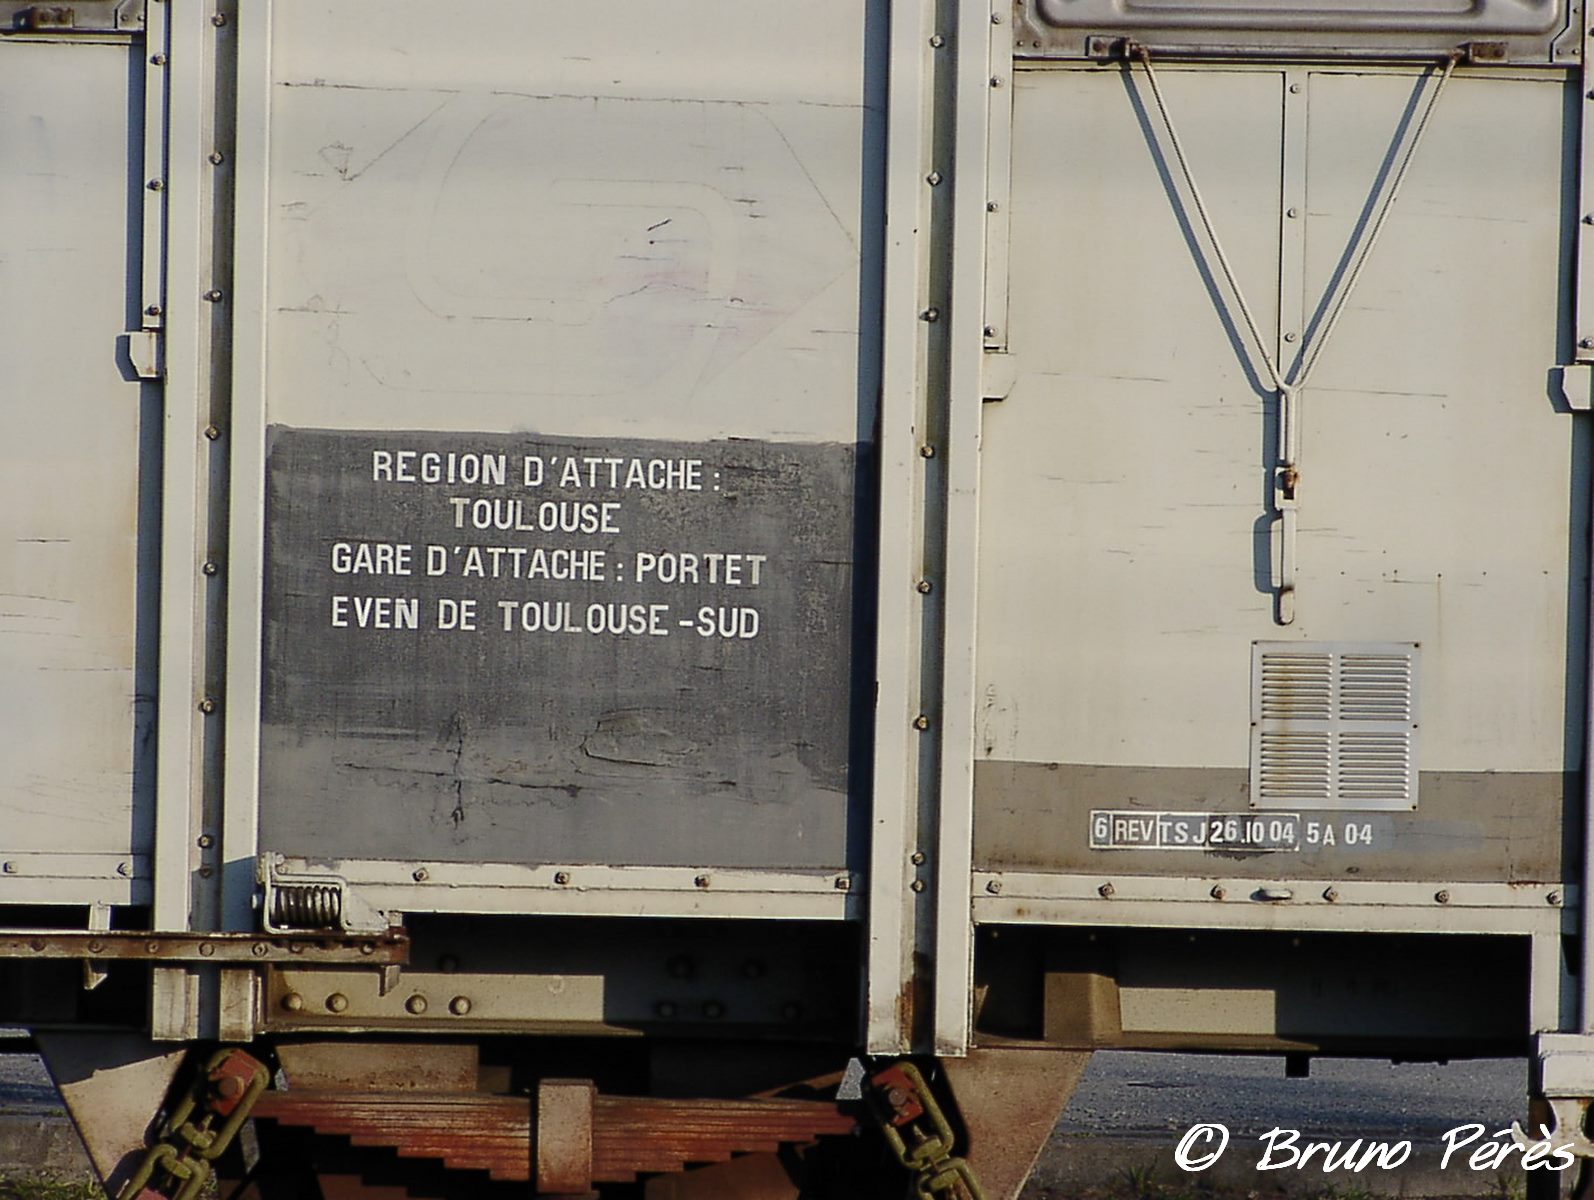 REGION D'ATTACHE :
TOULOUSE
GARE D'ATTACHE : PORTET
EVEN DE TOULOUSE-SUD
6 REV TSJ 26.10 04 5A 04
© Bruno Pérès